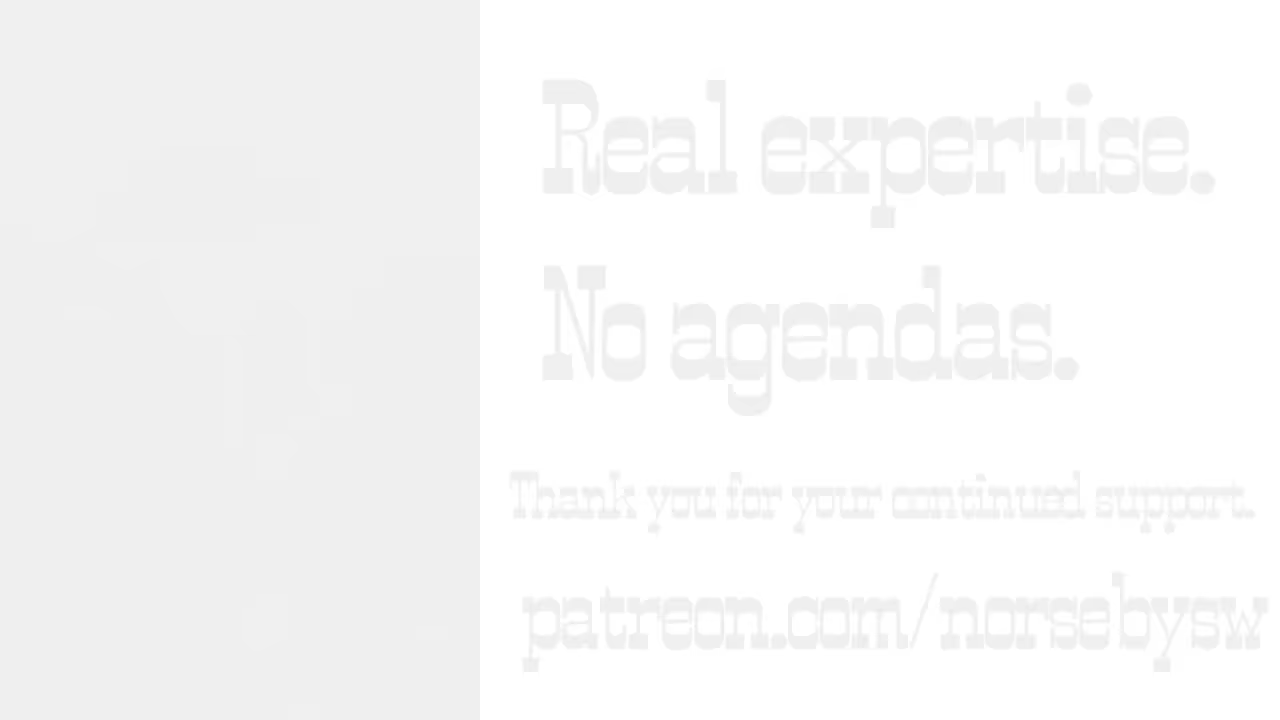 Real expertise.
No agendas.
Thank you for your continued support.
patreon.com/norsebysw